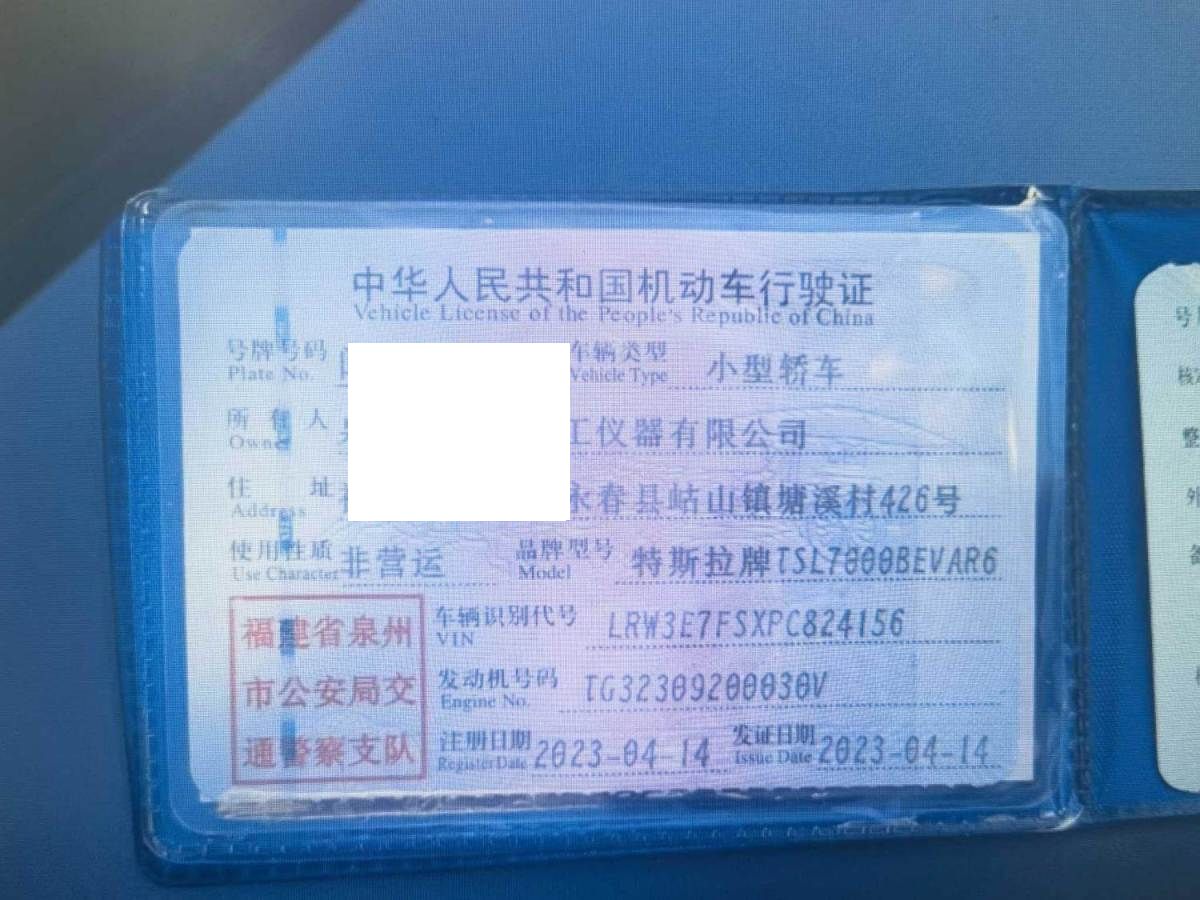 中华人民共和国机动车行驶证
Vehicle License of the People's Republic of China
号牌号码 车辆类型 小型轿车
Plate No. Vehicle Type
所有人 工仪器有限公司
Owner
住址 永春县岵山镇塘溪村426号
Address
使用性质 非营运 品牌型号 特斯拉牌TSL7000BEVAR6
Use Character Model
福建省泉州
市公安局交
通警察支队
车辆识别代号 LRW3E7FSXPC824156
VIN
发动机号码 TG32309200030V
Engine No.
注册日期 2023-04-14 发证日期 2023-04-14
Register Date Issue Date
号
核定
整
外